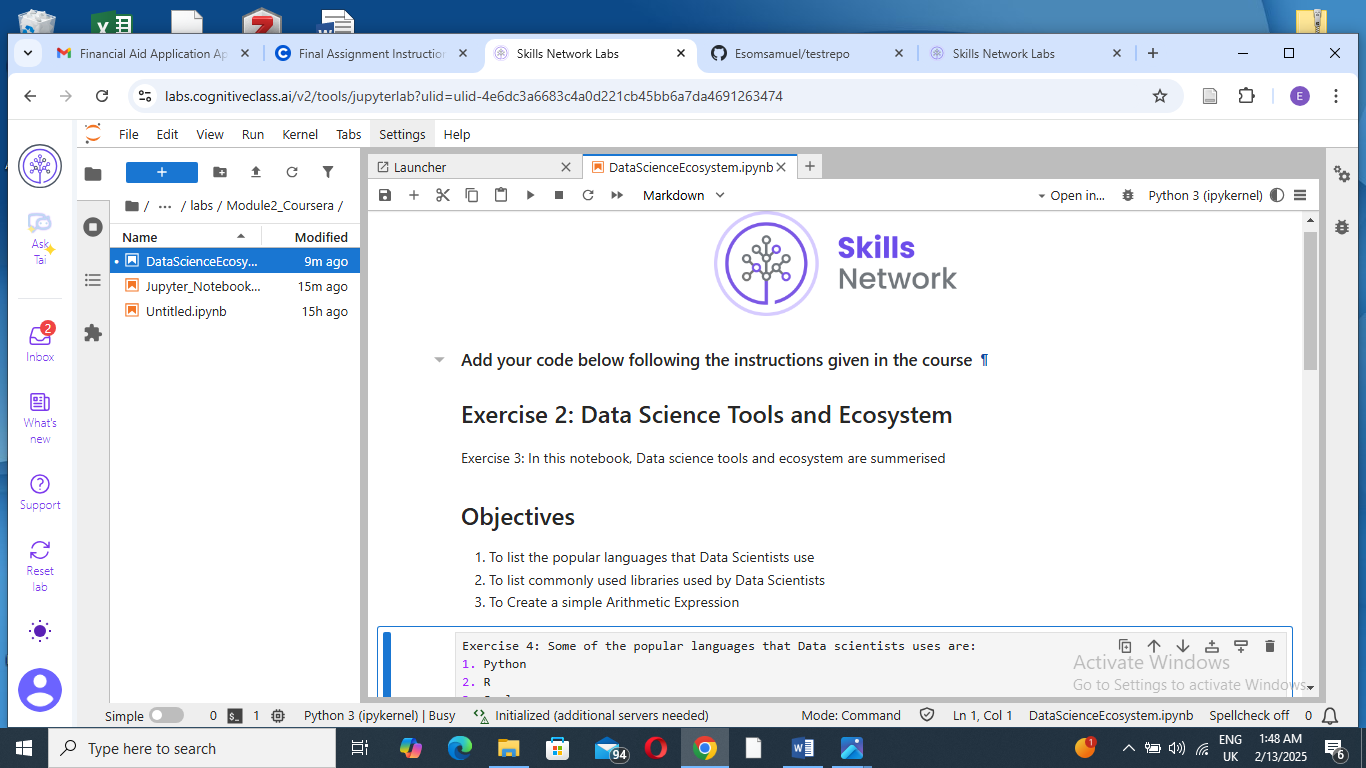 Financial Aid Application Ap
Final Assignment Instruction
Skills Network Labs
Esomsamuel/testrepo
Skills Network Labs
labs.cognitiveclass.ai/v2/tools/jupyterlab?ulid=ulid-4e6dc3a6683c4a0d221cb45bb6a7da4691263474
E
File Edit View Run Kernel Tabs Settings Help
Launcher
DataScienceEcosystem.ipynb
Markdown
Open in...
Python 3 (ipykernel)
/ ... / labs / Module2_Coursera /
Name Modified
DataScienceEcosy... 9m ago
Jupyter_Notebook... 15m ago
Untitled.ipynb 15h ago
Ask
Tai
2
Inbox
What's
new
Support
Reset
lab
Skills
Network
Add your code below following the instructions given in the course ¶
Exercise 2: Data Science Tools and Ecosystem
Exercise 3: In this notebook, Data science tools and ecosystem are summerised
Objectives
1. To list the popular languages that Data Scientists use
2. To list commonly used libraries used by Data Scientists
3. To Create a simple Arithmetic Expression
Exercise 4: Some of the popular languages that Data scientists uses are:
1. Python
2. R
Activate Windows
Go to Settings to activate Windows.
Simple 0 1 Python 3 (ipykernel) | Busy Initialized (additional servers needed) Mode: Command Ln 1, Col 1 DataScienceEcosystem.ipynb Spellcheck off 0
Type here to search
94
1
ENG
UK
1:48 AM
2/13/2025
6